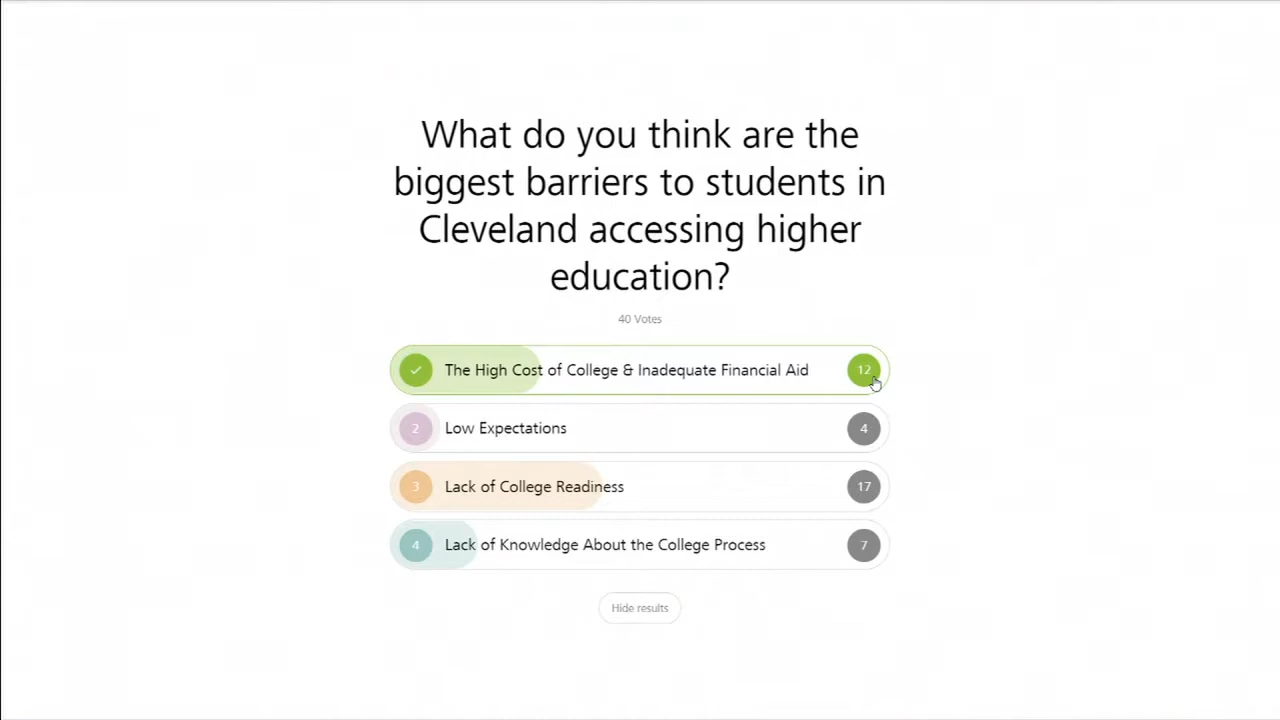 What do you think are the
biggest barriers to students in
Cleveland accessing higher
education?
40 Votes
The High Cost of College & Inadequate Financial Aid 12
2 Low Expectations 4
3 Lack of College Readiness 17
4 Lack of Knowledge About the College Process 7
Hide results